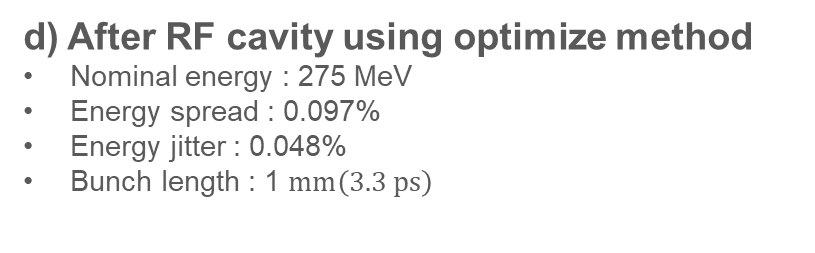 d) After RF cavity using optimize method
• Nominal energy : 275 MeV
• Energy spread : 0.097%
• Energy jitter : 0.048%
• Bunch length : 1 mm(3.3 ps)